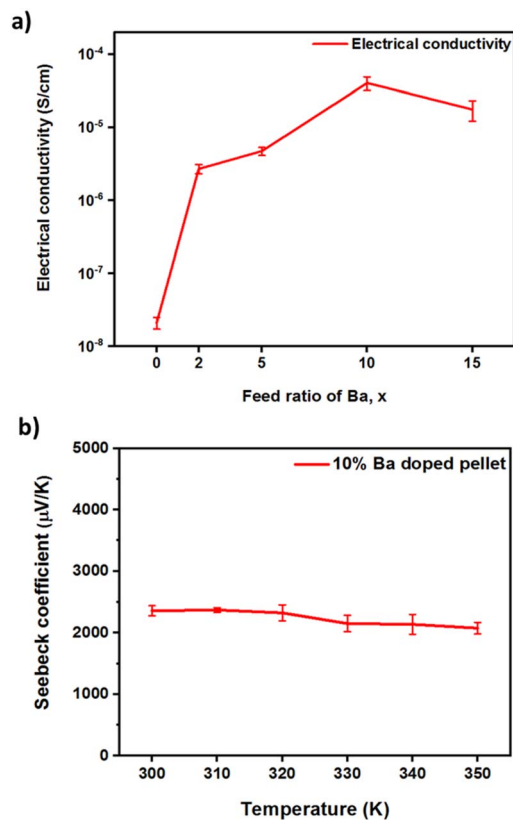 a)
Electrical conductivity
Electrical conductivity (S/cm)
10⁻⁴
10⁻⁵
10⁻⁶
10⁻⁷
10⁻⁸
0 2 5 10 15
Feed ratio of Ba, x
b)
10% Ba doped pellet
Seebeck coefficient (µV/K)
5000
4000
3000
2000
1000
0
300 310 320 330 340 350
Temperature (K)